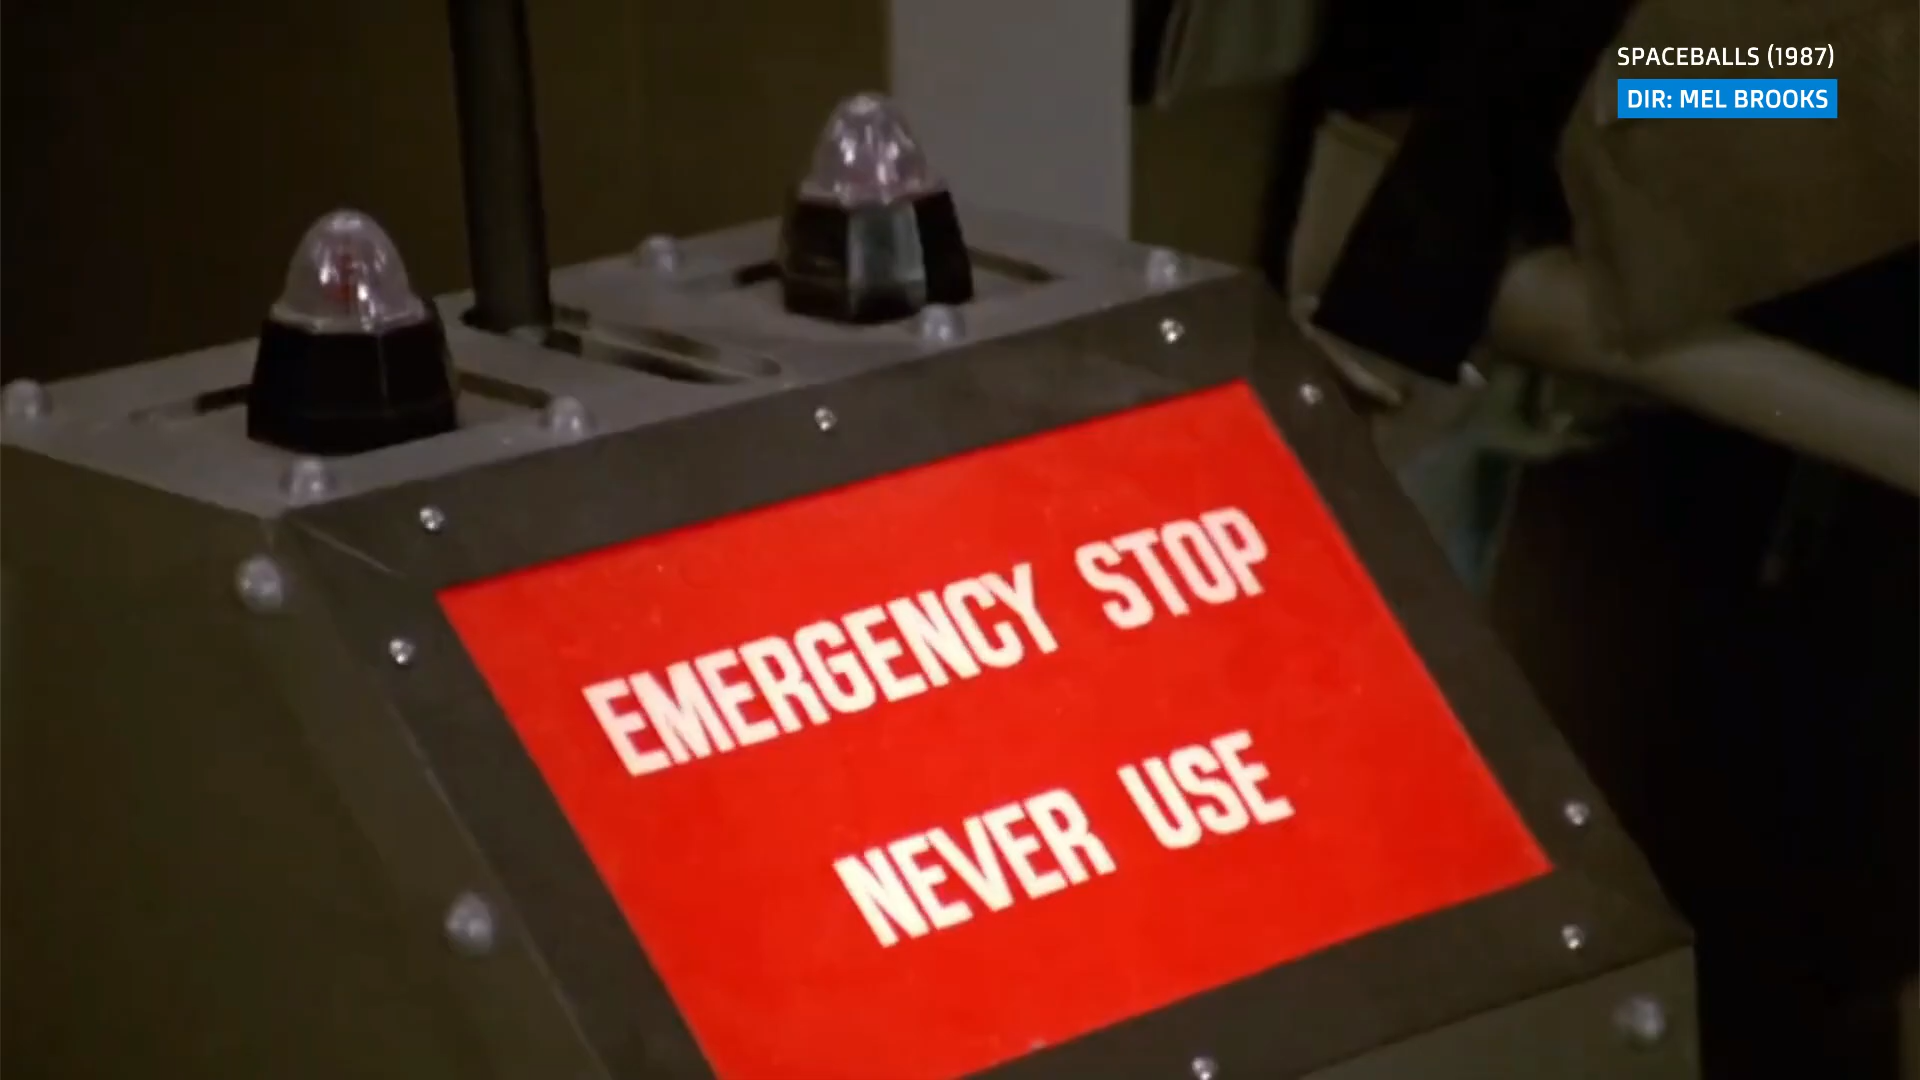 SPACEBALLS (1987)
DIR: MEL BROOKS
EMERGENCY STOP
NEVER USE